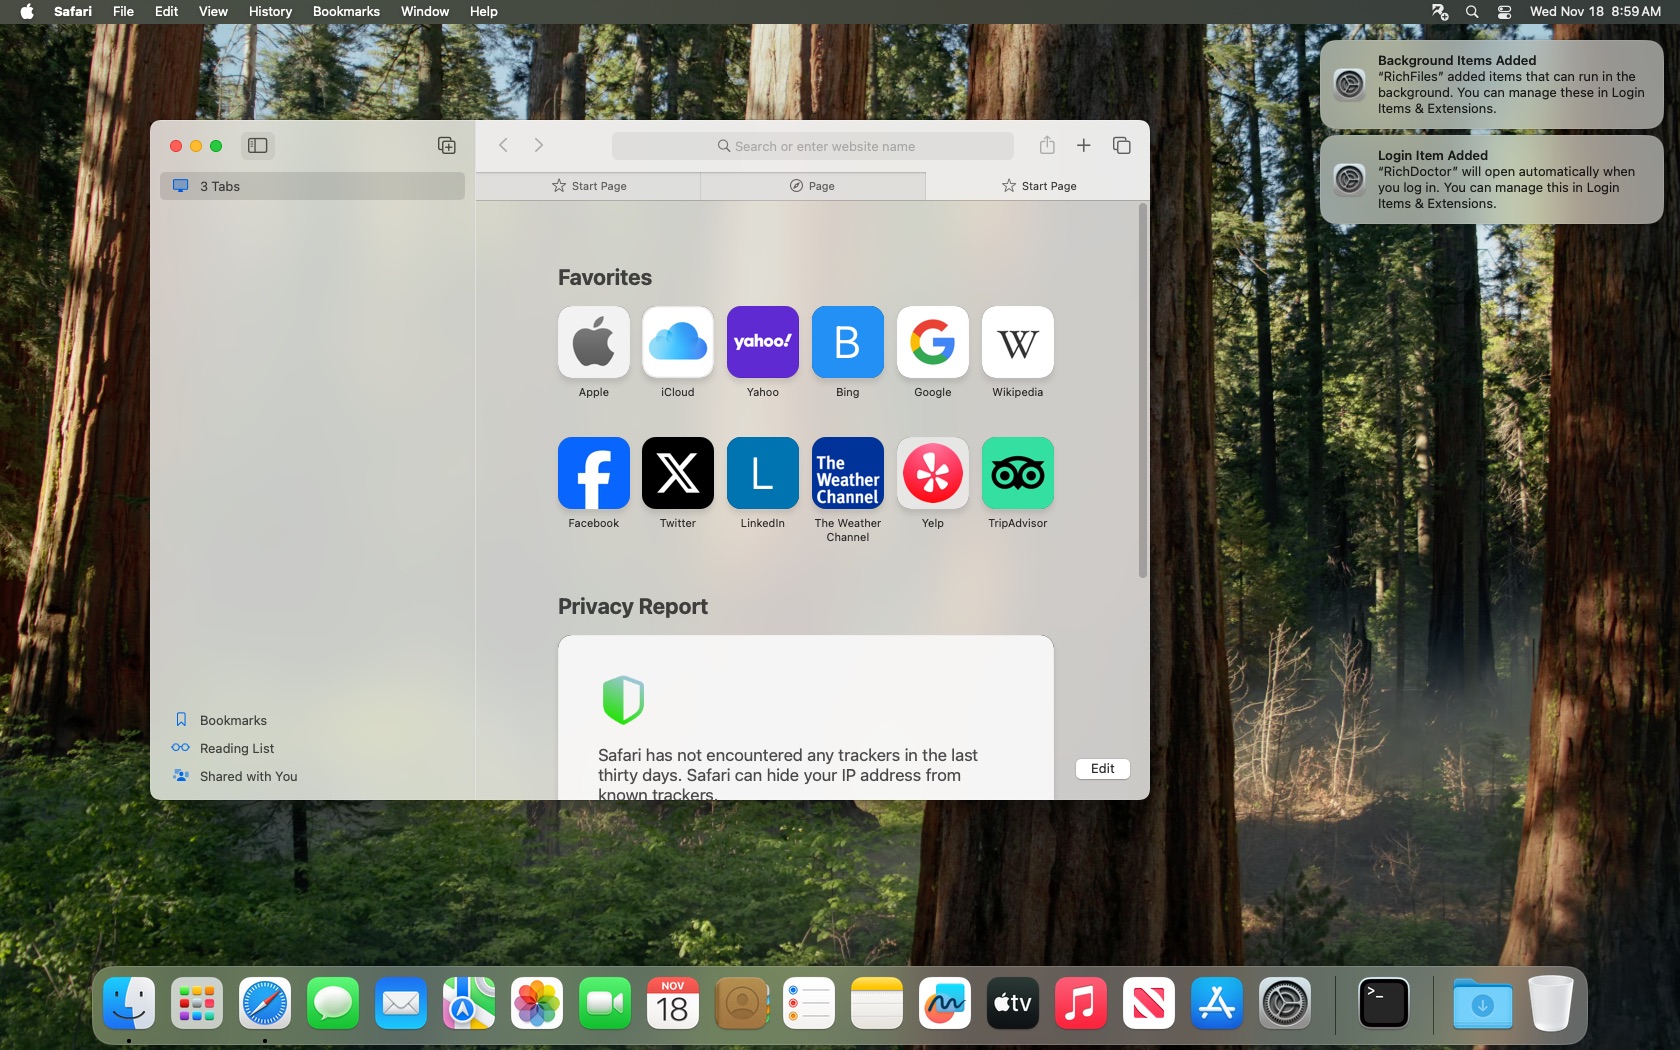 Safari File Edit View History Bookmarks Window Help
Wed Nov 18 8:59 AM
Background Items Added
“RichFiles” added items that can run in the
background. You can manage these in Login
Items & Extensions.
Login Item Added
“RichDoctor” will open automatically when
you log in. You can manage this in Login
Items & Extensions.
Search or enter website name
3 Tabs
Start Page
Page
Start Page
Favorites
yahoo!
B
W
Apple
iCloud
Yahoo
Bing
Google
Wikipedia
L
The
Weather
Channel
Facebook
Twitter
LinkedIn
The Weather
Channel
Yelp
TripAdvisor
Privacy Report
Safari has not encountered any trackers in the last
thirty days. Safari can hide your IP address from
known trackers.
Edit
Bookmarks
Reading List
Shared with You
NOV
18
tv
>_